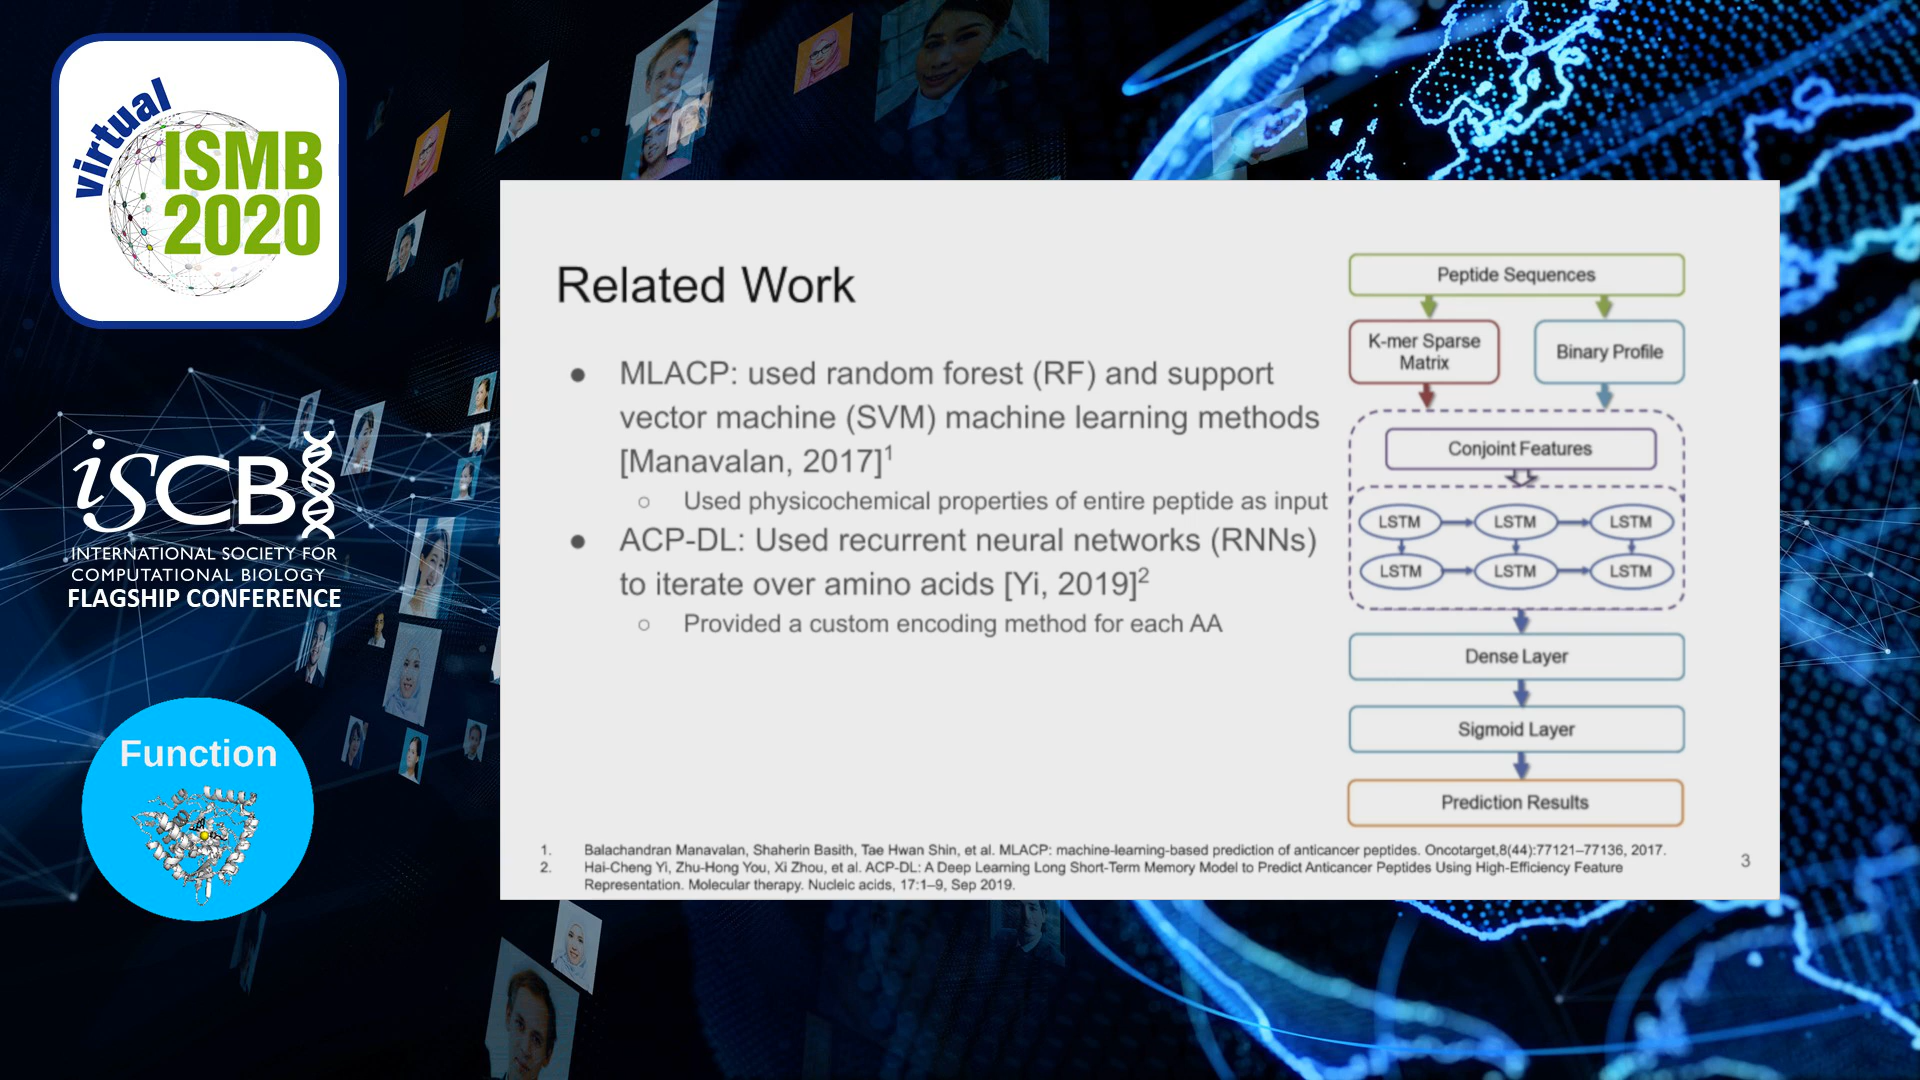 virtual
ISMB
2020
iSCB
INTERNATIONAL SOCIETY FOR
COMPUTATIONAL BIOLOGY
FLAGSHIP CONFERENCE
Function
Related Work
● MLACP: used random forest (RF) and support
vector machine (SVM) machine learning methods
[Manavalan, 2017]1
○ Used physicochemical properties of entire peptide as input
● ACP-DL: Used recurrent neural networks (RNNs)
to iterate over amino acids [Yi, 2019]2
○ Provided a custom encoding method for each AA
Peptide Sequences
K-mer Sparse
Matrix
Binary Profile
Conjoint Features
LSTM LSTM LSTM
LSTM LSTM LSTM
Dense Layer
Sigmoid Layer
Prediction Results
1. Balachandran Manavalan, Shaherin Basith, Tae Hwan Shin, et al. MLACP: machine-learning-based prediction of anticancer peptides. Oncotarget,8(44):77121–77136, 2017.
2. Hai-Cheng Yi, Zhu-Hong You, Xi Zhou, et al. ACP-DL: A Deep Learning Long Short-Term Memory Model to Predict Anticancer Peptides Using High-Efficiency Feature
Representation. Molecular therapy. Nucleic acids, 17:1–9, Sep 2019.
3